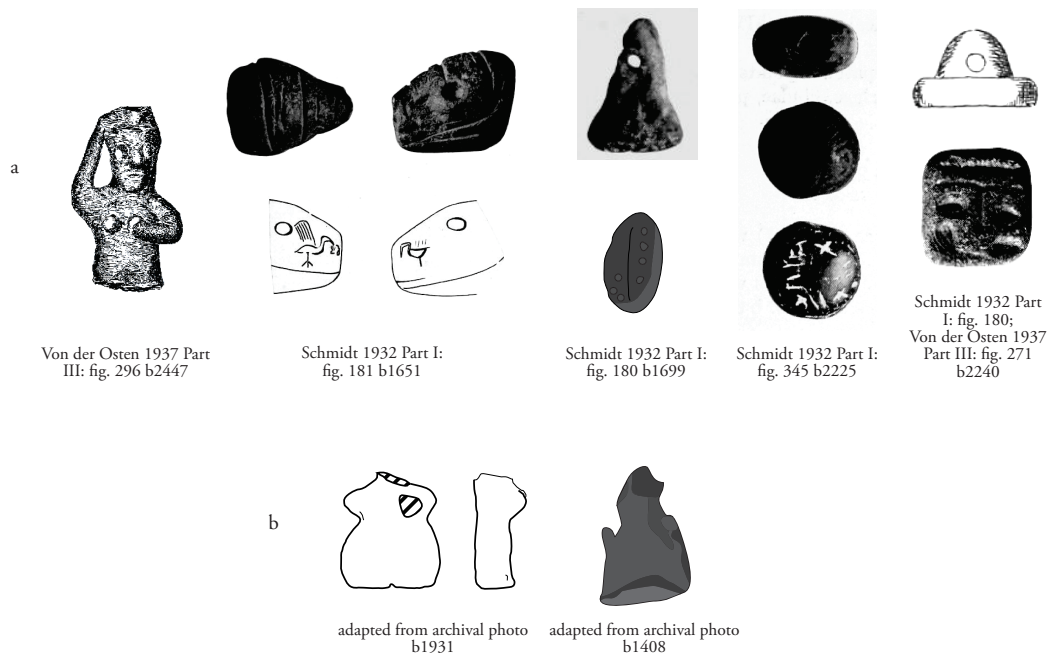 a
Von der Osten 1937 Part
III: fig. 296 b2447
Schmidt 1932 Part I:
fig. 181 b1651
Schmidt 1932 Part I:
fig. 180 b1699
Schmidt 1932 Part I:
fig. 345 b2225
Schmidt 1932 Part
I: fig. 180;
Von der Osten 1937
Part III: fig. 271
b2240
b
adapted from archival photo
b1931
adapted from archival photo
b1408